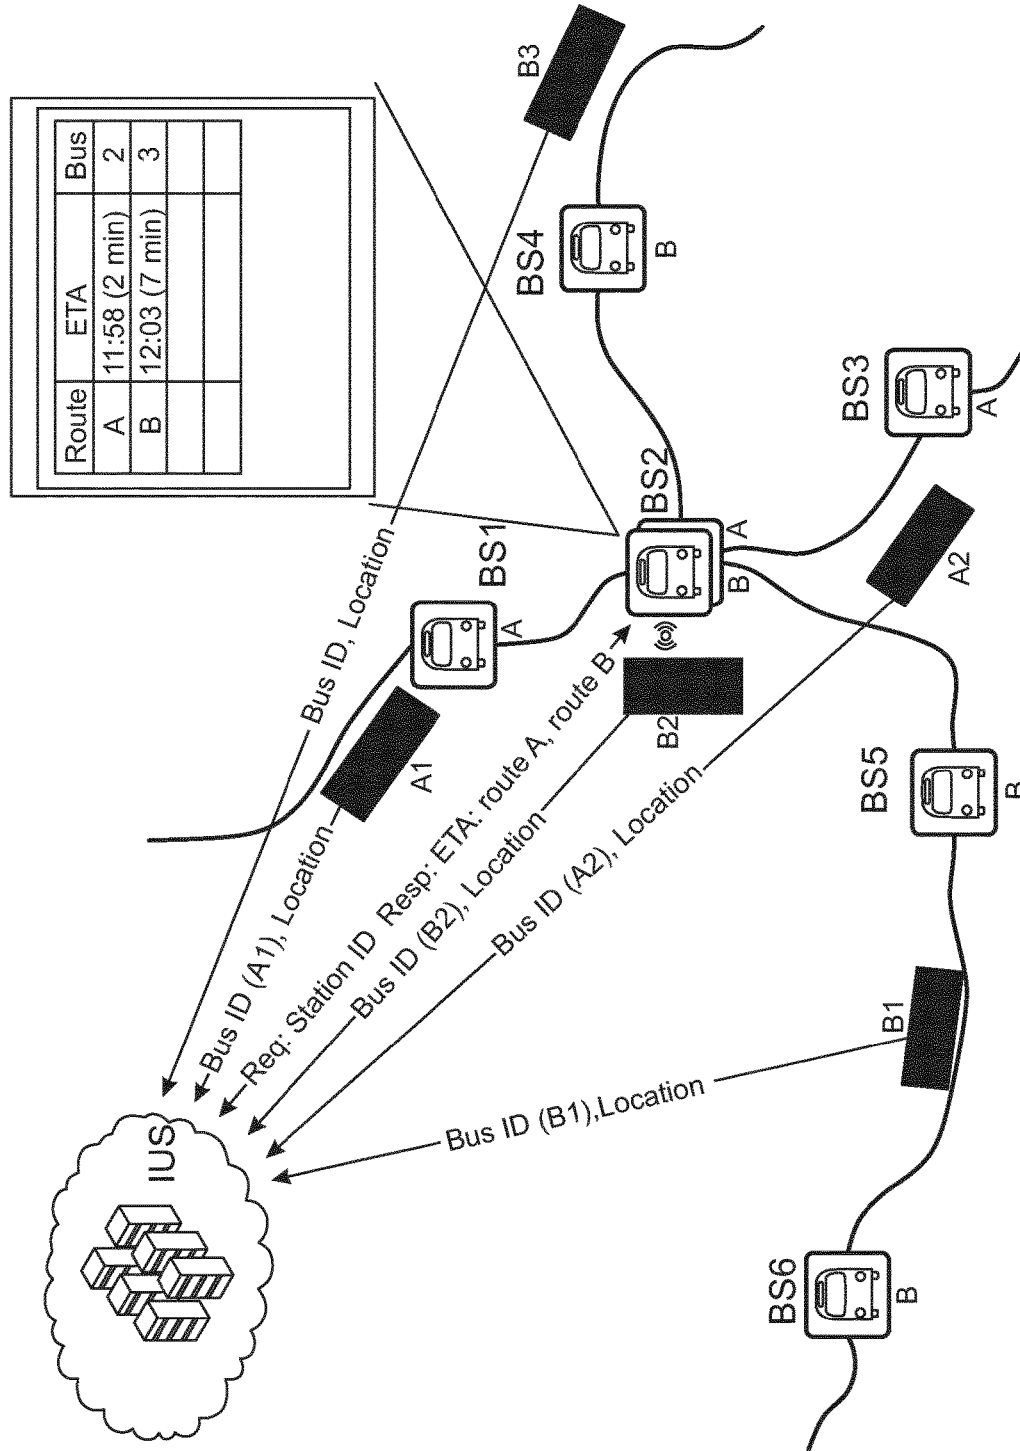 Route ETA Bus
A 11:58 (2 min) 2
B 12:03 (7 min) 3
IUS
Bus ID, Location
Bus ID (A1), Location
Req: Station ID Resp: ETA: route A, route B
Bus ID (B2), Location
Bus ID (A2), Location
Bus ID (B1),Location
A1
BS1
A
B3
BS4
B
BS2
A
B
B2
BS3
A
A2
BS5
B
B1
BS6
B